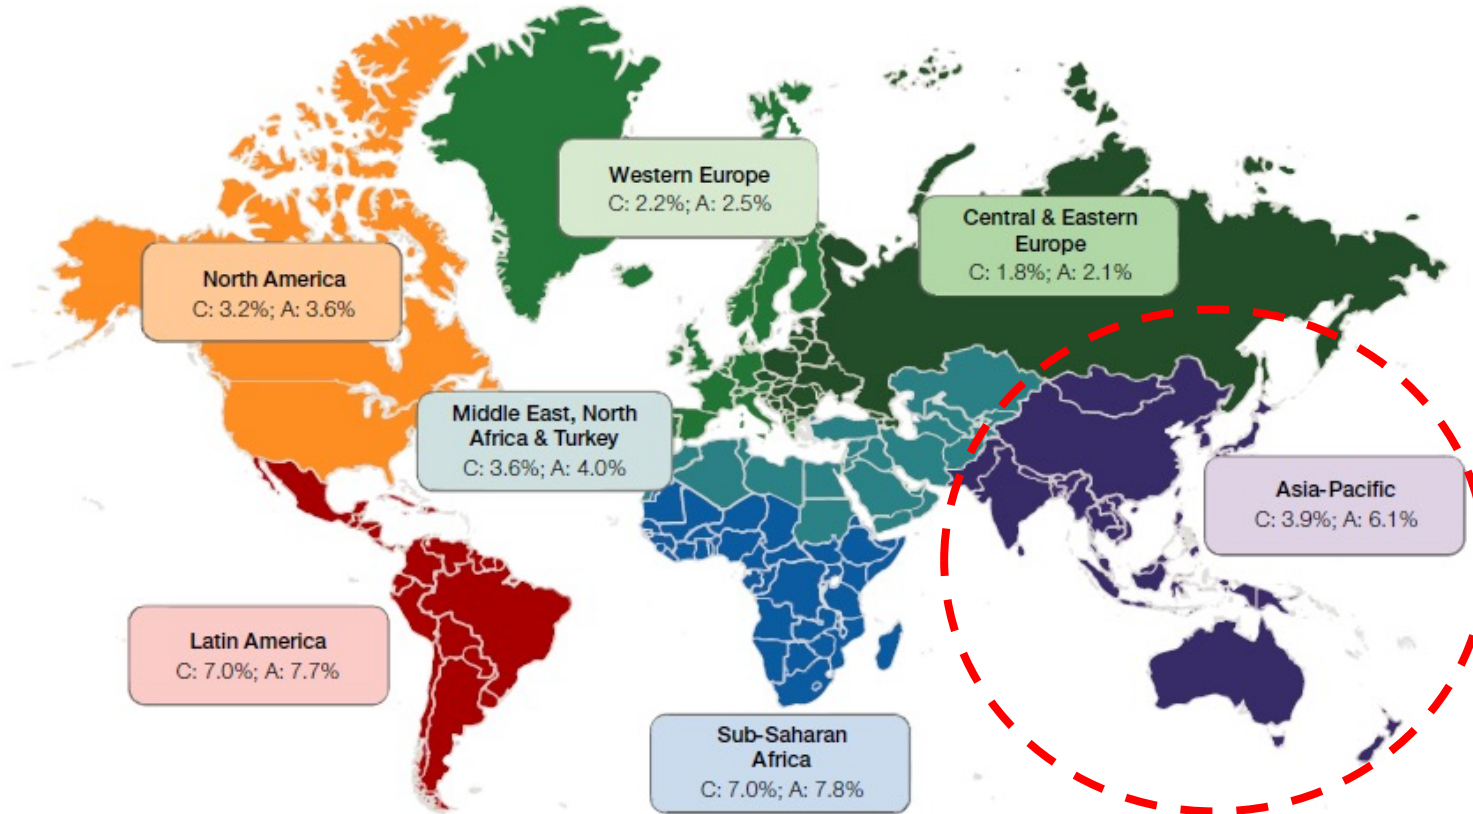 Western Europe
C: 2.2%; A: 2.5%
Central & Eastern
Europe
C: 1.8%; A: 2.1%
North America
C: 3.2%; A: 3.6%
Middle East, North
Africa & Turkey
C: 3.6%; A: 4.0%
Asia-Pacific
C: 3.9%; A: 6.1%
Latin America
C: 7.0%; A: 7.7%
Sub-Saharan
Africa
C: 7.0%; A: 7.8%